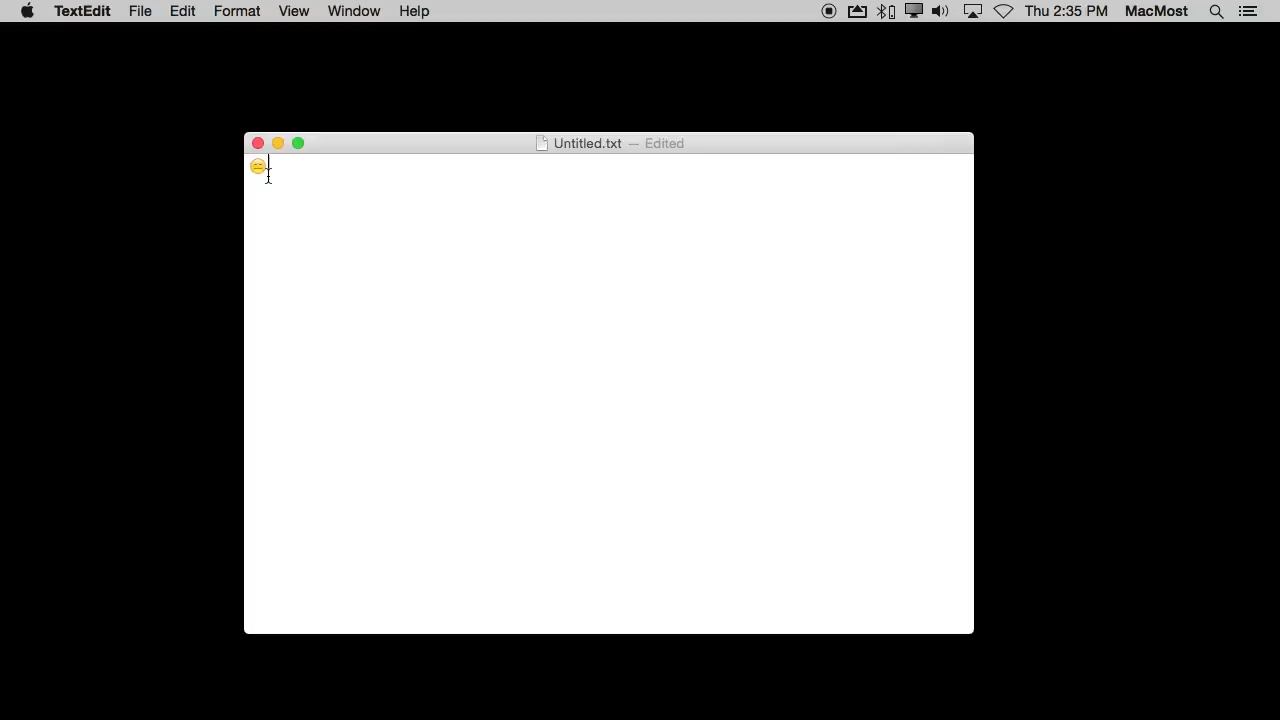 TextEdit File Edit Format View Window Help Thu 2:35 PM MacMost
Untitled.txt — Edited
😑